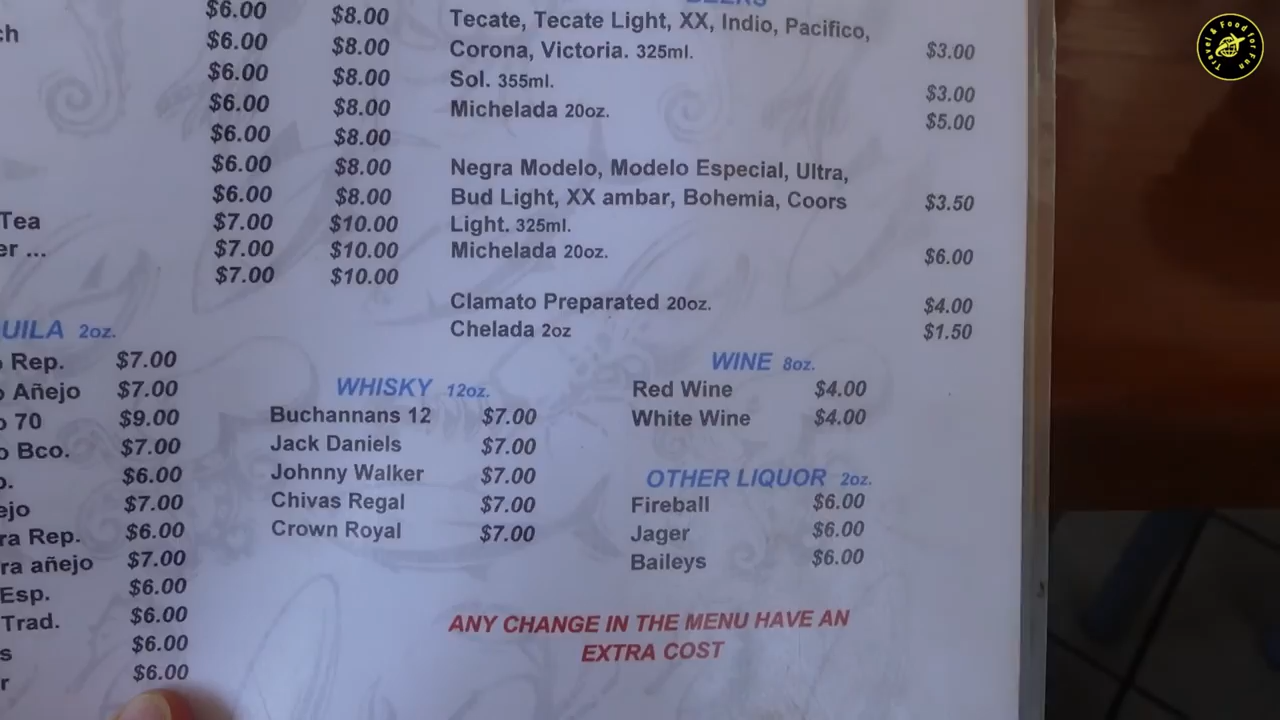 $6.00 $8.00
ch $6.00 $8.00
$6.00 $8.00
$6.00 $8.00
$6.00 $8.00
$6.00 $8.00
$6.00 $8.00
Tea $7.00 $10.00
er ... $7.00 $10.00
$7.00 $10.00
BEERS
Tecate, Tecate Light, XX, Indio, Pacifico,
Corona, Victoria. 325ml. $3.00
Sol. 355ml. $3.00
Michelada 20oz. $5.00
Negra Modelo, Modelo Especial, Ultra,
Bud Light, XX ambar, Bohemia, Coors $3.50
Light. 325ml.
Michelada 20oz. $6.00
Clamato Preparated 20oz. $4.00
Chelada 2oz $1.50
UILA 2oz.
o Rep. $7.00
o Añejo $7.00
o 70 $9.00
o Bco. $7.00
o. $6.00
ejo $7.00
ra Rep. $6.00
ra añejo $7.00
Esp. $6.00
Trad. $6.00
s $6.00
r $6.00
WHISKY 12oz.
Buchannans 12 $7.00
Jack Daniels $7.00
Johnny Walker $7.00
Chivas Regal $7.00
Crown Royal $7.00
WINE 8oz.
Red Wine $4.00
White Wine $4.00
OTHER LIQUOR 2oz.
Fireball $6.00
Jager $6.00
Baileys $6.00
ANY CHANGE IN THE MENU HAVE AN
EXTRA COST
Travel & Food for Fun